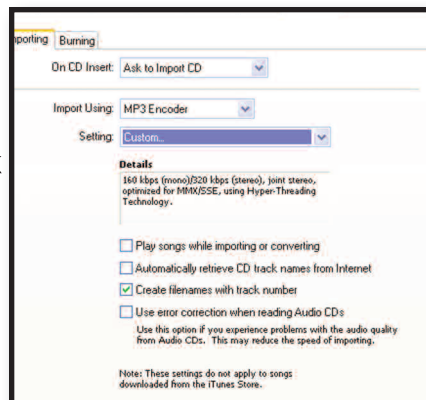 porting Burning
On CD Insert: Ask to Import CD
Import Using: MP3 Encoder
Setting: Custom...
Details
160 kbps (mono)/320 kbps (stereo), joint stereo,
optimized for MMX/SSE, using Hyper-Threading
Technology.
Play songs while importing or converting
Automatically retrieve CD track names from Internet
Create filenames with track number
Use error correction when reading Audio CDs
Use this option if you experience problems with the audio quality
from Audio CDs. This may reduce the speed of importing.
Note: These settings do not apply to songs
downloaded from the iTunes Store.